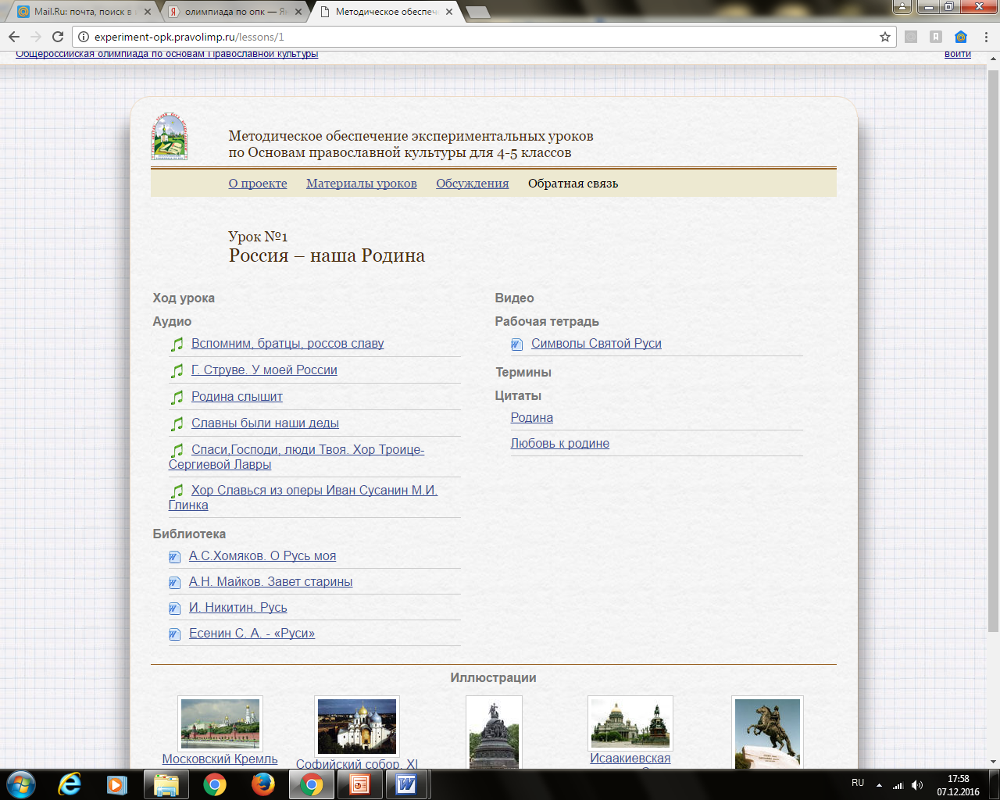 Mail.Ru: почта, поиск в
олимпиада по опк — Ян
Методическое обеспече
experiment-opk.pravolimp.ru/lessons/1
Общероссийская олимпиада по основам Православной культуры
войти
Методическое обеспечение экспериментальных уроков
по Основам православной культуры для 4-5 классов
О проекте Материалы уроков Обсуждения Обратная связь
Урок №1
Россия – наша Родина
Ход урока
Аудио
Вспомним, братцы, россов славу
Г. Струве. У моей России
Родина слышит
Славны были наши деды
Спаси,Господи, люди Твоя. Хор Троице-
Сергиевой Лавры
Хор Славься из оперы Иван Сусанин М.И.
Глинка
Библиотека
А.С.Хомяков. О Русь моя
А.Н. Майков. Завет старины
И. Никитин. Русь
Есенин С. А. - «Руси»
Видео
Рабочая тетрадь
Символы Святой Руси
Термины
Цитаты
Родина
Любовь к родине
Иллюстрации
Московский Кремль
Софийский собор. XI
Исаакиевская
RU
17:58
07.12.2016